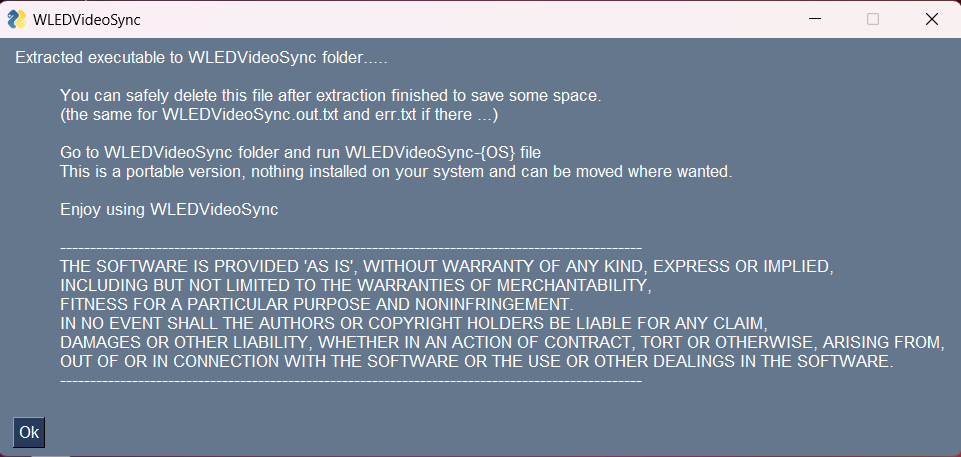 WLEDVideoSync
Extracted executable to WLEDVideoSync folder.....
You can safely delete this file after extraction finished to save some space.
(the same for WLEDVideoSync.out.txt and err.txt if there ...)
Go to WLEDVideoSync folder and run WLEDVideoSync-{OS} file
This is a portable version, nothing installed on your system and can be moved where wanted.
Enjoy using WLEDVideoSync
-------------------------------------------------------------------------------------------------
THE SOFTWARE IS PROVIDED 'AS IS', WITHOUT WARRANTY OF ANY KIND, EXPRESS OR IMPLIED,
INCLUDING BUT NOT LIMITED TO THE WARRANTIES OF MERCHANTABILITY,
FITNESS FOR A PARTICULAR PURPOSE AND NONINFRINGEMENT.
IN NO EVENT SHALL THE AUTHORS OR COPYRIGHT HOLDERS BE LIABLE FOR ANY CLAIM,
DAMAGES OR OTHER LIABILITY, WHETHER IN AN ACTION OF CONTRACT, TORT OR OTHERWISE, ARISING FROM,
OUT OF OR IN CONNECTION WITH THE SOFTWARE OR THE USE OR OTHER DEALINGS IN THE SOFTWARE.
-------------------------------------------------------------------------------------------------
Ok